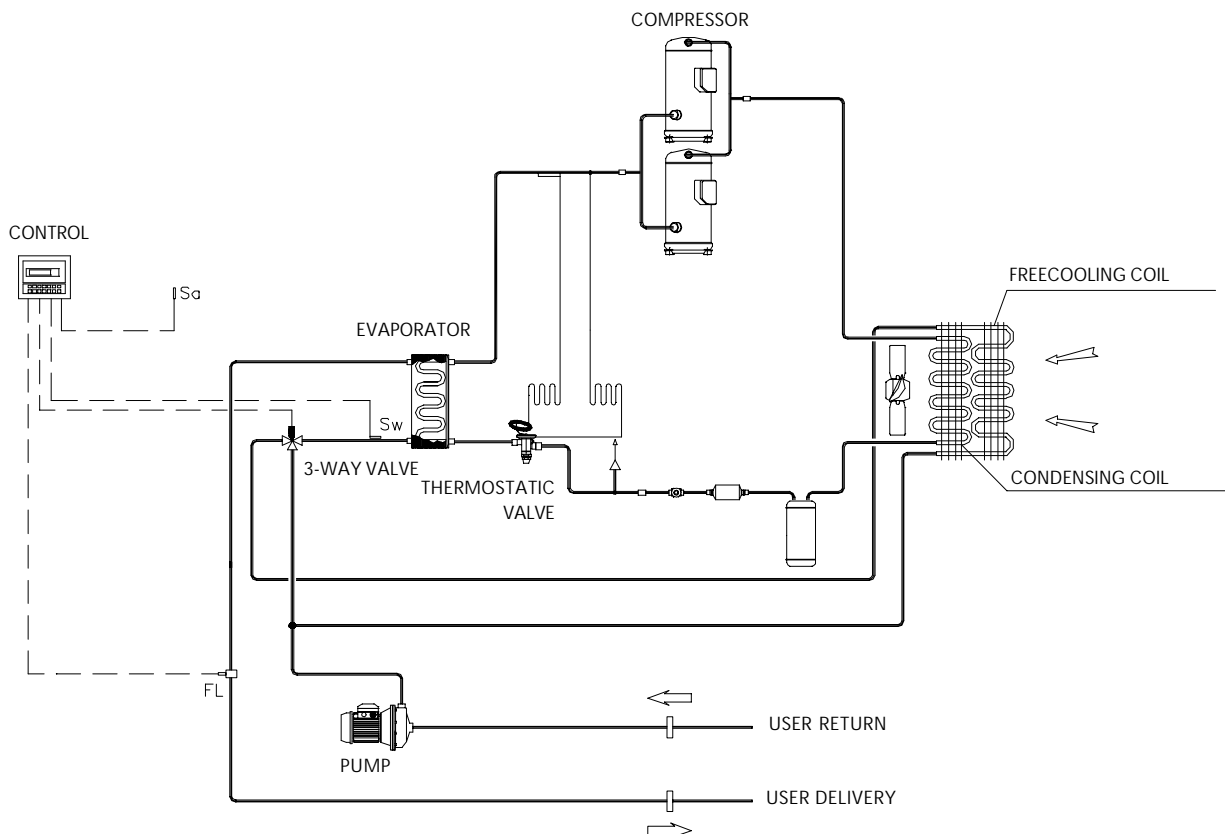 COMPRESSOR
CONTROL
Sa
FREECOOLING COIL
EVAPORATOR
Sw
3-WAY VALVE
THERMOSTATIC
VALVE
CONDENSING COIL
FL
USER RETURN
PUMP
USER DELIVERY